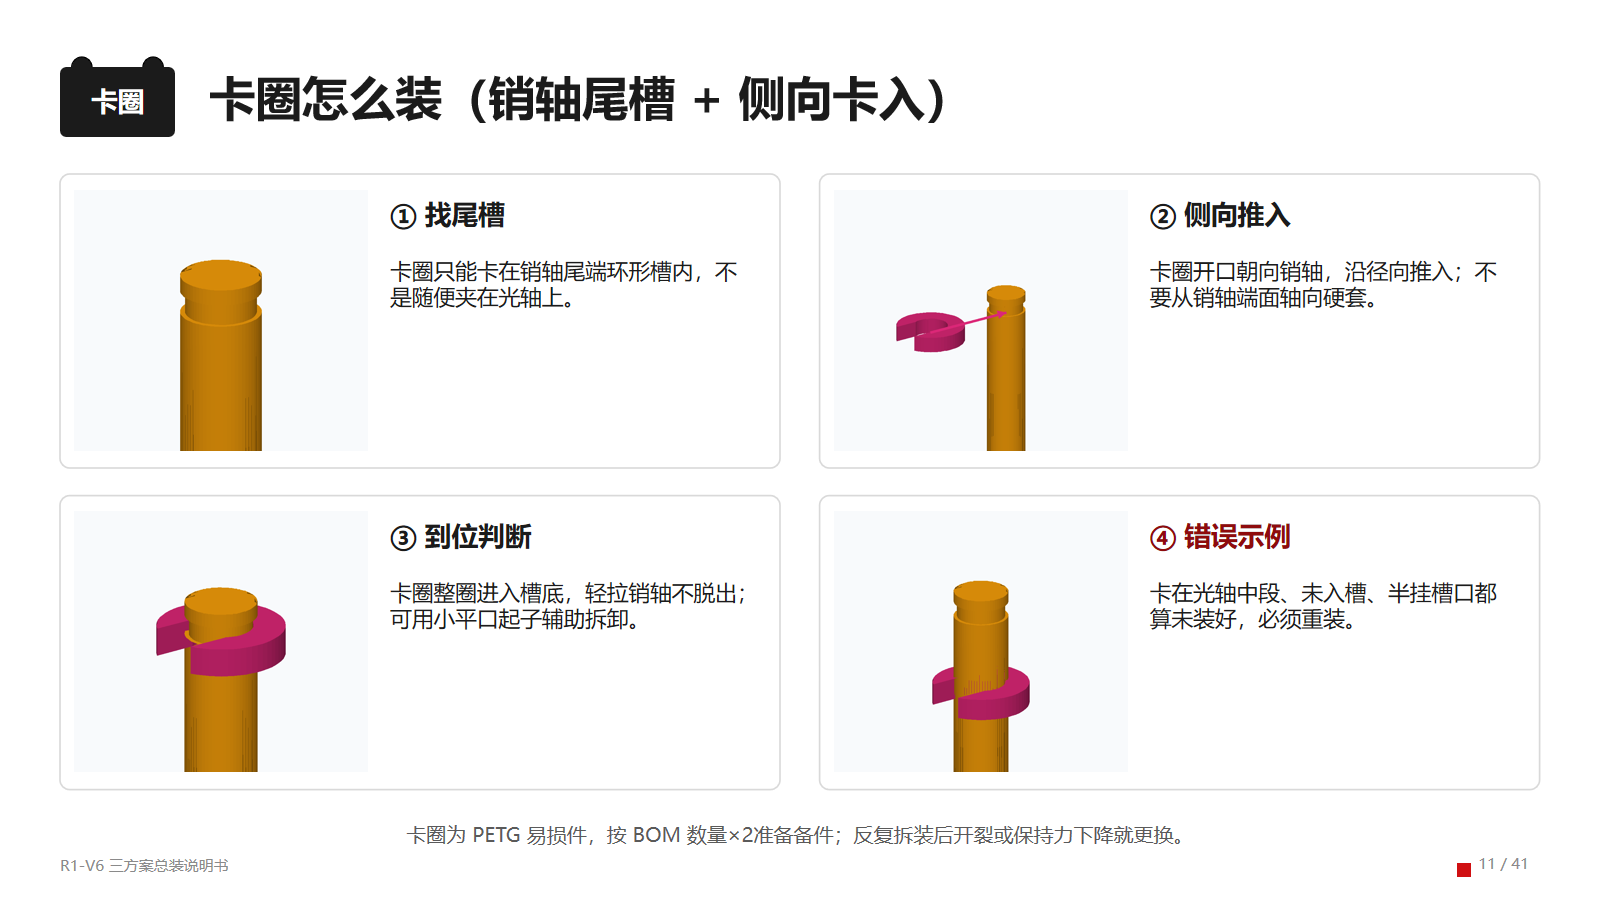 卡圈
卡圈怎么装（销轴尾槽 + 侧向卡入）
① 找尾槽
卡圈只能卡在销轴尾端环形槽内，不
是随便夹在光轴上。
② 侧向推入
卡圈开口朝向销轴，沿径向推入；不
要从销轴端面轴向硬套。
③ 到位判断
卡圈整圈进入槽底，轻拉销轴不脱出；
可用小平口起子辅助拆卸。
④ 错误示例
卡在光轴中段、未入槽、半挂槽口都
算未装好，必须重装。
卡圈为 PETG 易损件，按 BOM 数量×2准备备件；反复拆装后开裂或保持力下降就更换。
R1-V6 三方案总装说明书
11 / 41